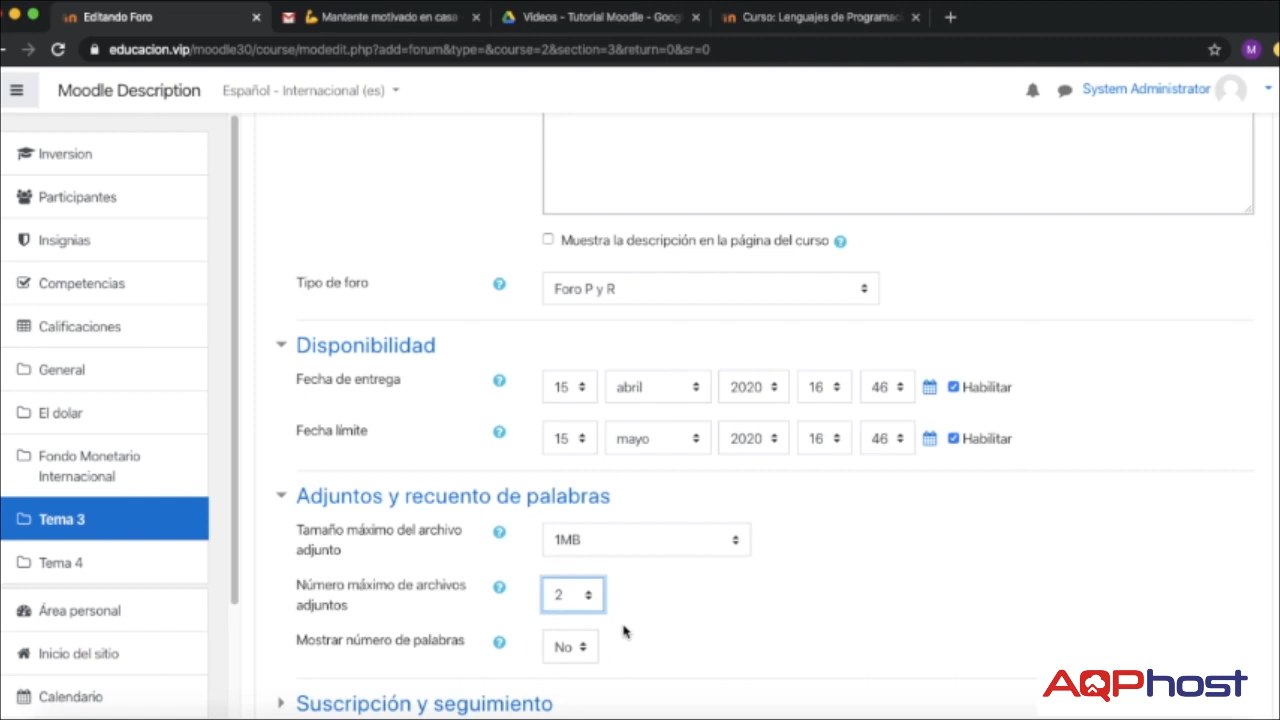 Editando Foro
Mantente motivado en casa
Videos - Tutorial Moodle - Goog
Curso: Lenguajes de Programac
educacion.vip/moodle30/course/modedit.php?add=forum&type=&course=2&section=3&return=0&sr=0
M
Moodle Description
Español - Internacional (es)
System Administrator
Inversion
Participantes
Insignias
Competencias
Calificaciones
General
El dolar
Fondo Monetario
Internacional
Tema 3
Tema 4
Área personal
Inicio del sitio
Calendario
Muestra la descripción en la página del curso
Tipo de foro
Foro P y R
Disponibilidad
Fecha de entrega
15 abril 2020 16 46 Habilitar
Fecha límite
15 mayo 2020 16 46 Habilitar
Adjuntos y recuento de palabras
Tamaño máximo del archivo
adjunto
1MB
Número máximo de archivos
adjuntos
2
Mostrar número de palabras
No
Suscripción y seguimiento
AQPhost